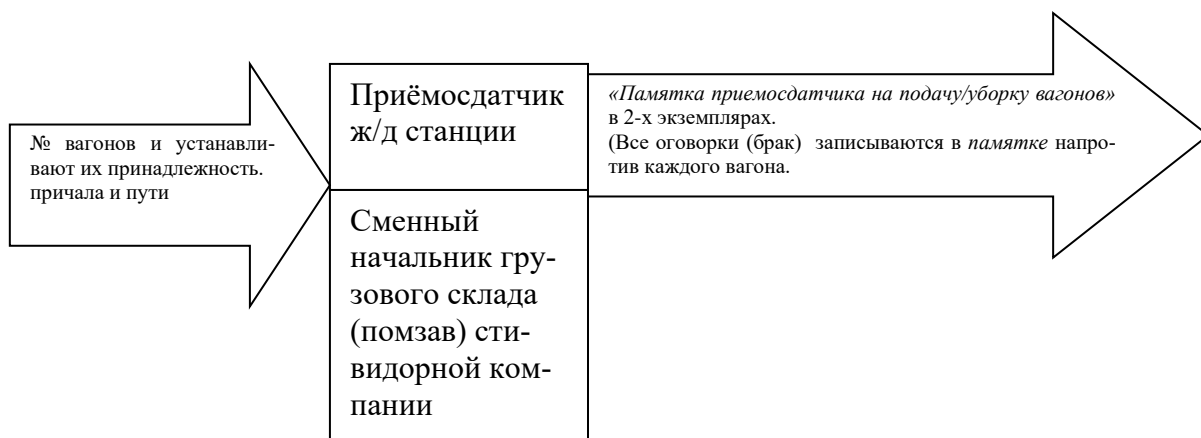 № вагонов и устанавли-
вают их принадлежность.
причала и пути
Приёмосдатчик
ж/д станции
Сменный
начальник гру-
зового склада
(помзав) сти-
видорной ком-
пании
«Памятка приемосдатчика на подачу/уборку вагонов»
в 2-х экземплярах.
(Все оговорки (брак) записываются в памятке напро-
тив каждого вагона.